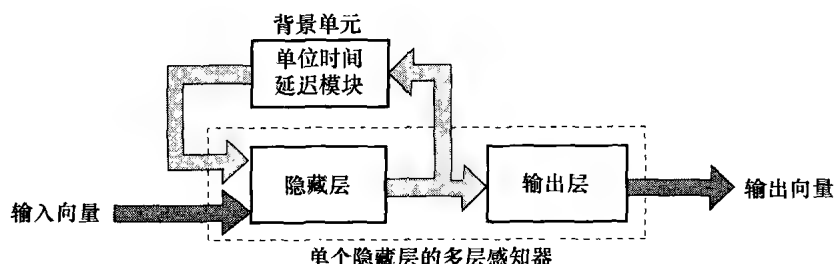 背景单元
单位时间
延迟模块
隐藏层
输出层
输入向量
输出向量
单个隐藏层的多层感知器